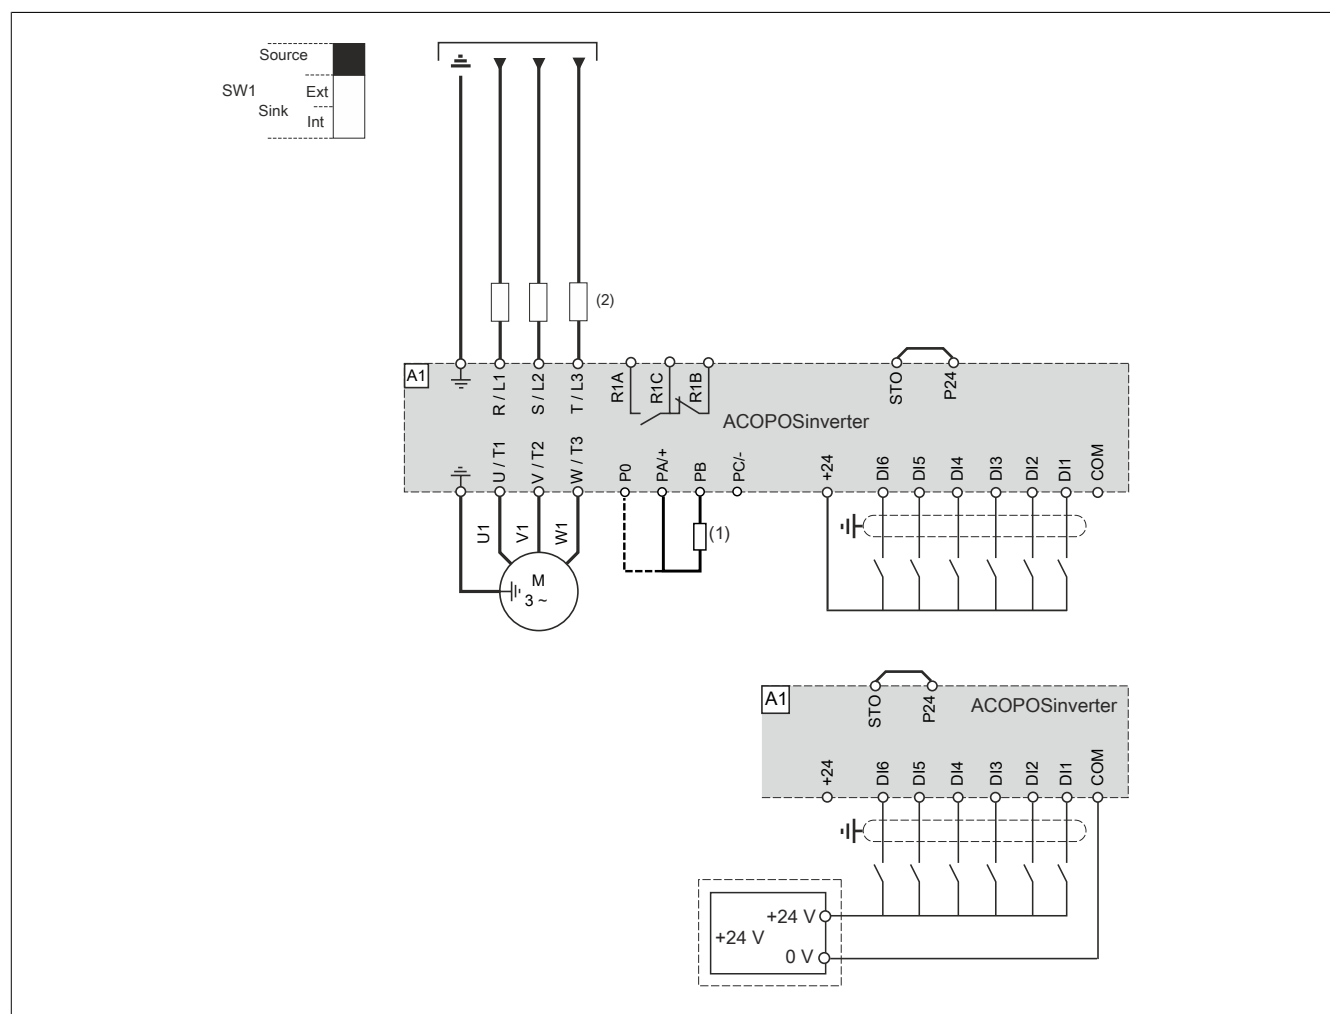 Source
SW1
Ext
Sink
Int
(2)
A1
R / L1
S / L2
T / L3
R1A
R1C
R1B
STO
P24
ACOPOSinverter
U / T1
V / T2
W / T3
P0
PA/+
PB
PC/-
+24
DI6
DI5
DI4
DI3
DI2
DI1
COM
U1
V1
W1
(1)
M
3 ~
A1
STO
P24
ACOPOSinverter
+24
DI6
DI5
DI4
DI3
DI2
DI1
COM
+24 V
+24 V
0 V